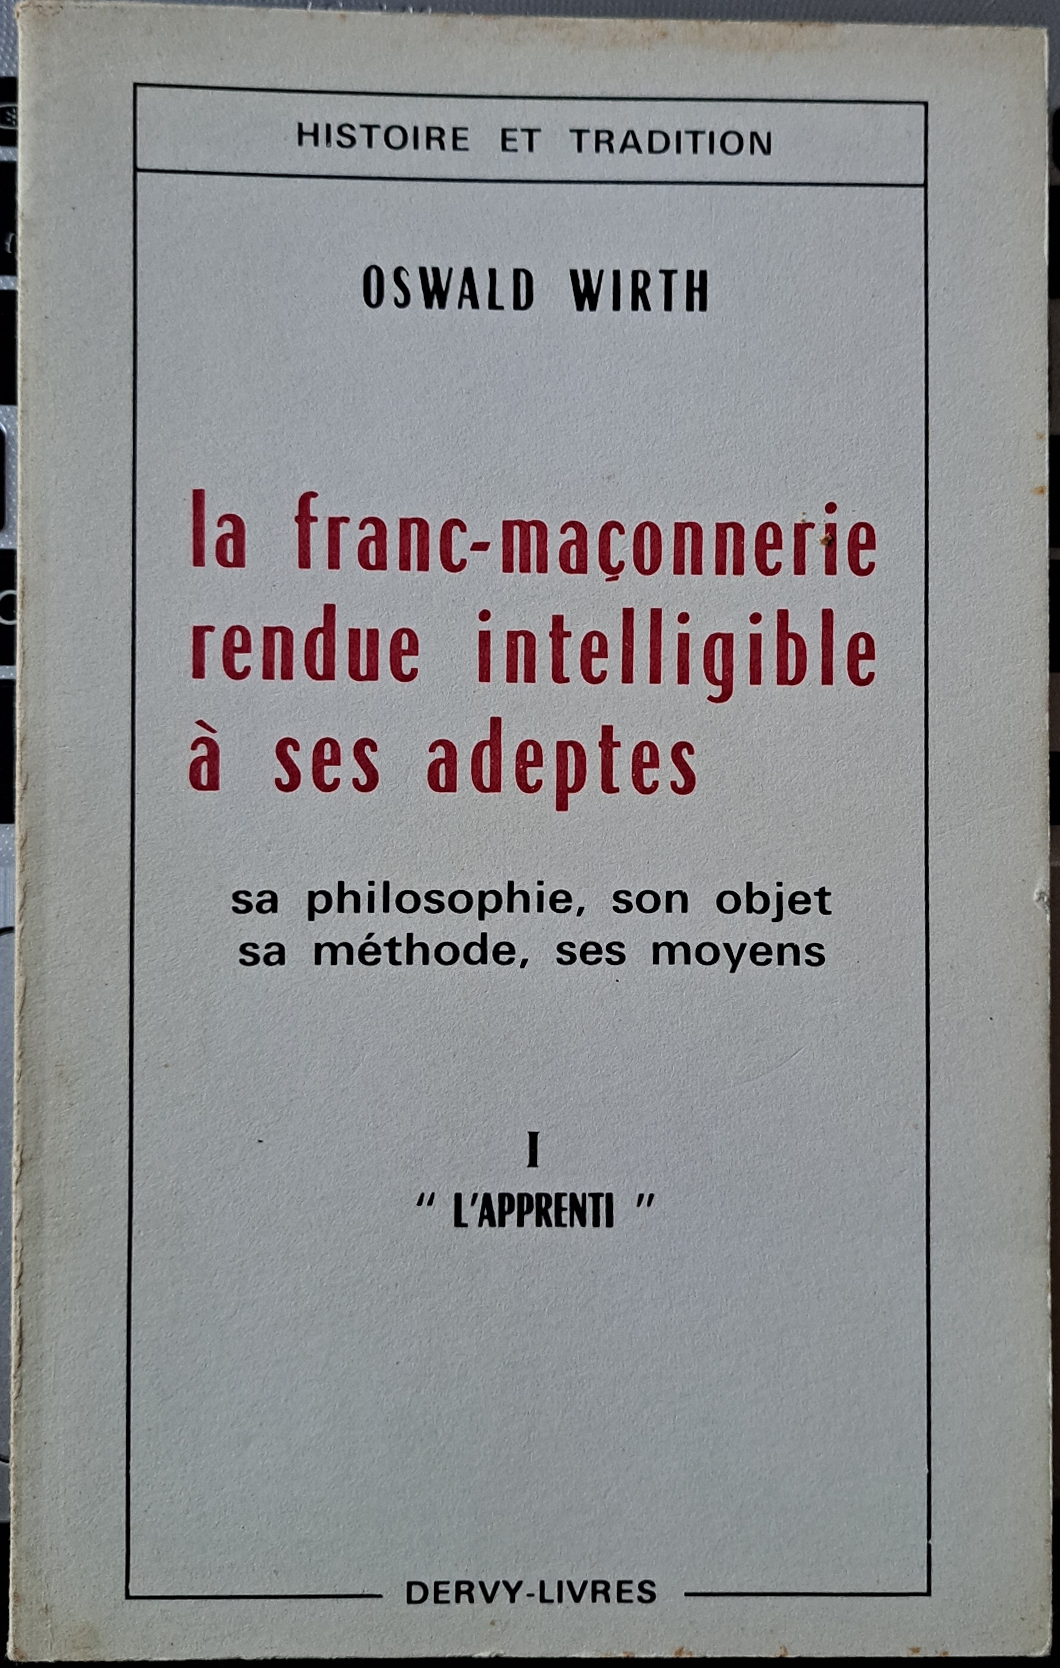 HISTOIRE ET TRADITION
OSWALD WIRTH
la franc-maçonnerie
rendue intelligible
à ses adeptes
sa philosophie, son objet
sa méthode, ses moyens
I
“ L'APPRENTI ”
DERVY-LIVRES